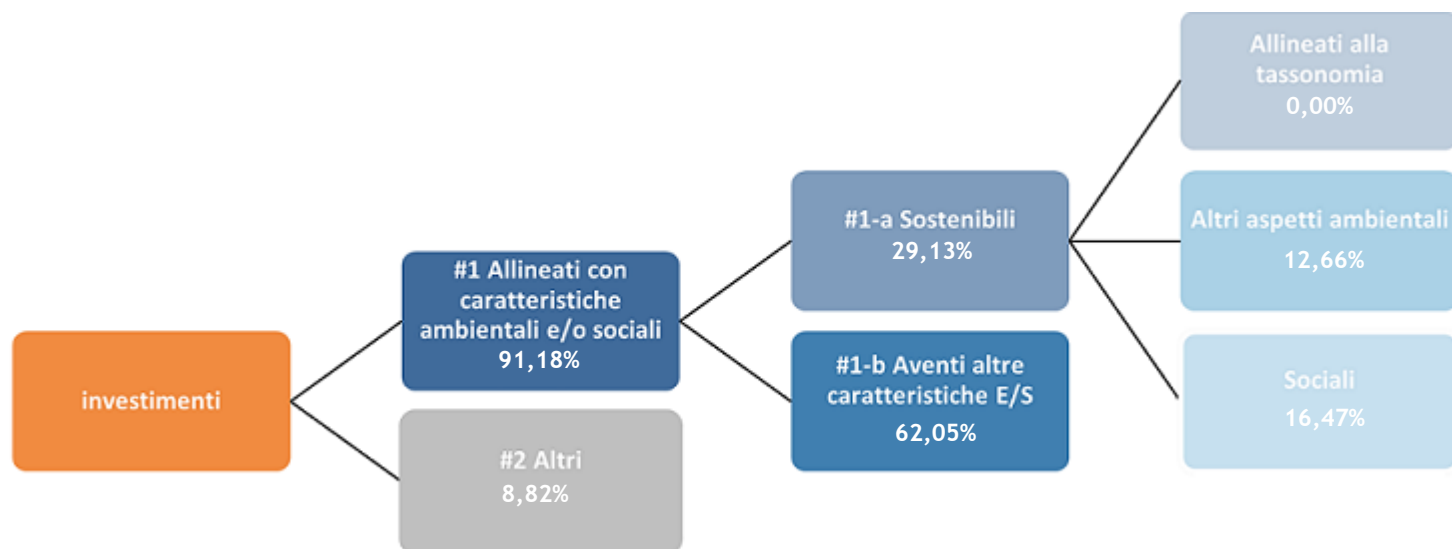 investimenti
#1 Allineati con
caratteristiche
ambientali e/o sociali
91,18%
#2 Altri
8,82%
#1-a Sostenibili
29,13%
#1-b Aventi altre
caratteristiche E/S
62,05%
Allineati alla
tassonomia
0,00%
Altri aspetti ambientali
12,66%
Sociali
16,47%